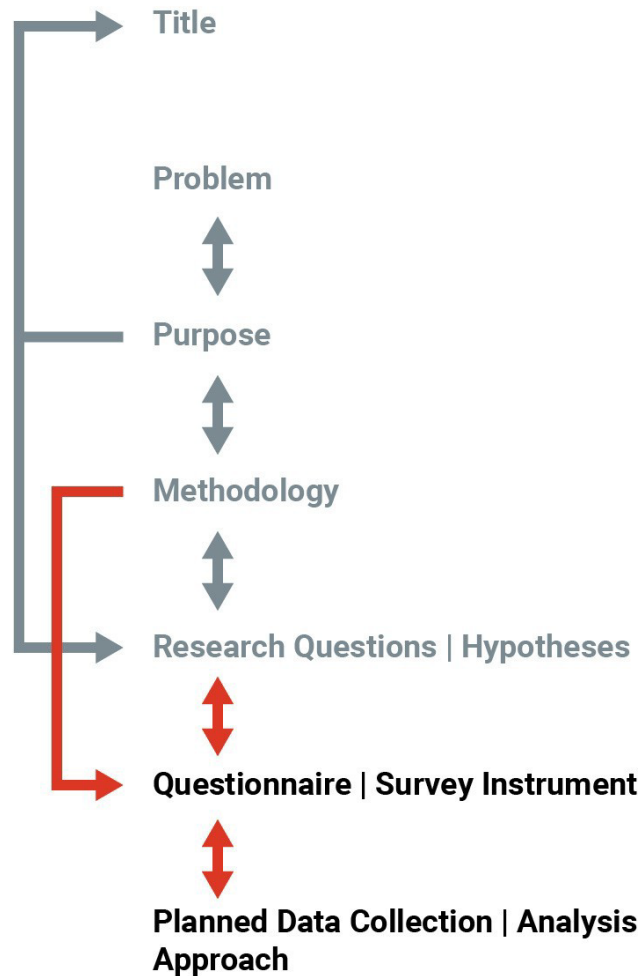 Title
Problem
Purpose
Methodology
Research Questions | Hypotheses
Questionnaire | Survey Instrument
Planned Data Collection | Analysis
Approach